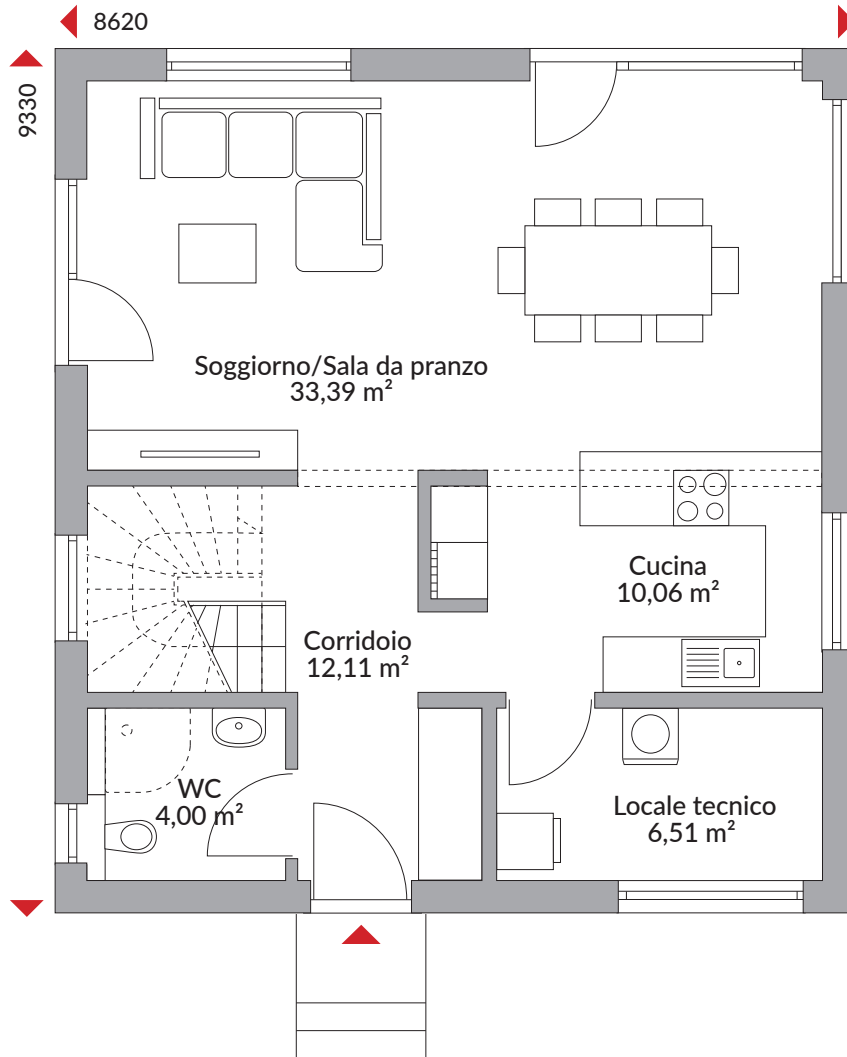 8620
9330
Soggiorno/Sala da pranzo
33,39 m²
Cucina
10,06 m²
Corridoio
12,11 m²
WC
4,00 m²
Locale tecnico
6,51 m²